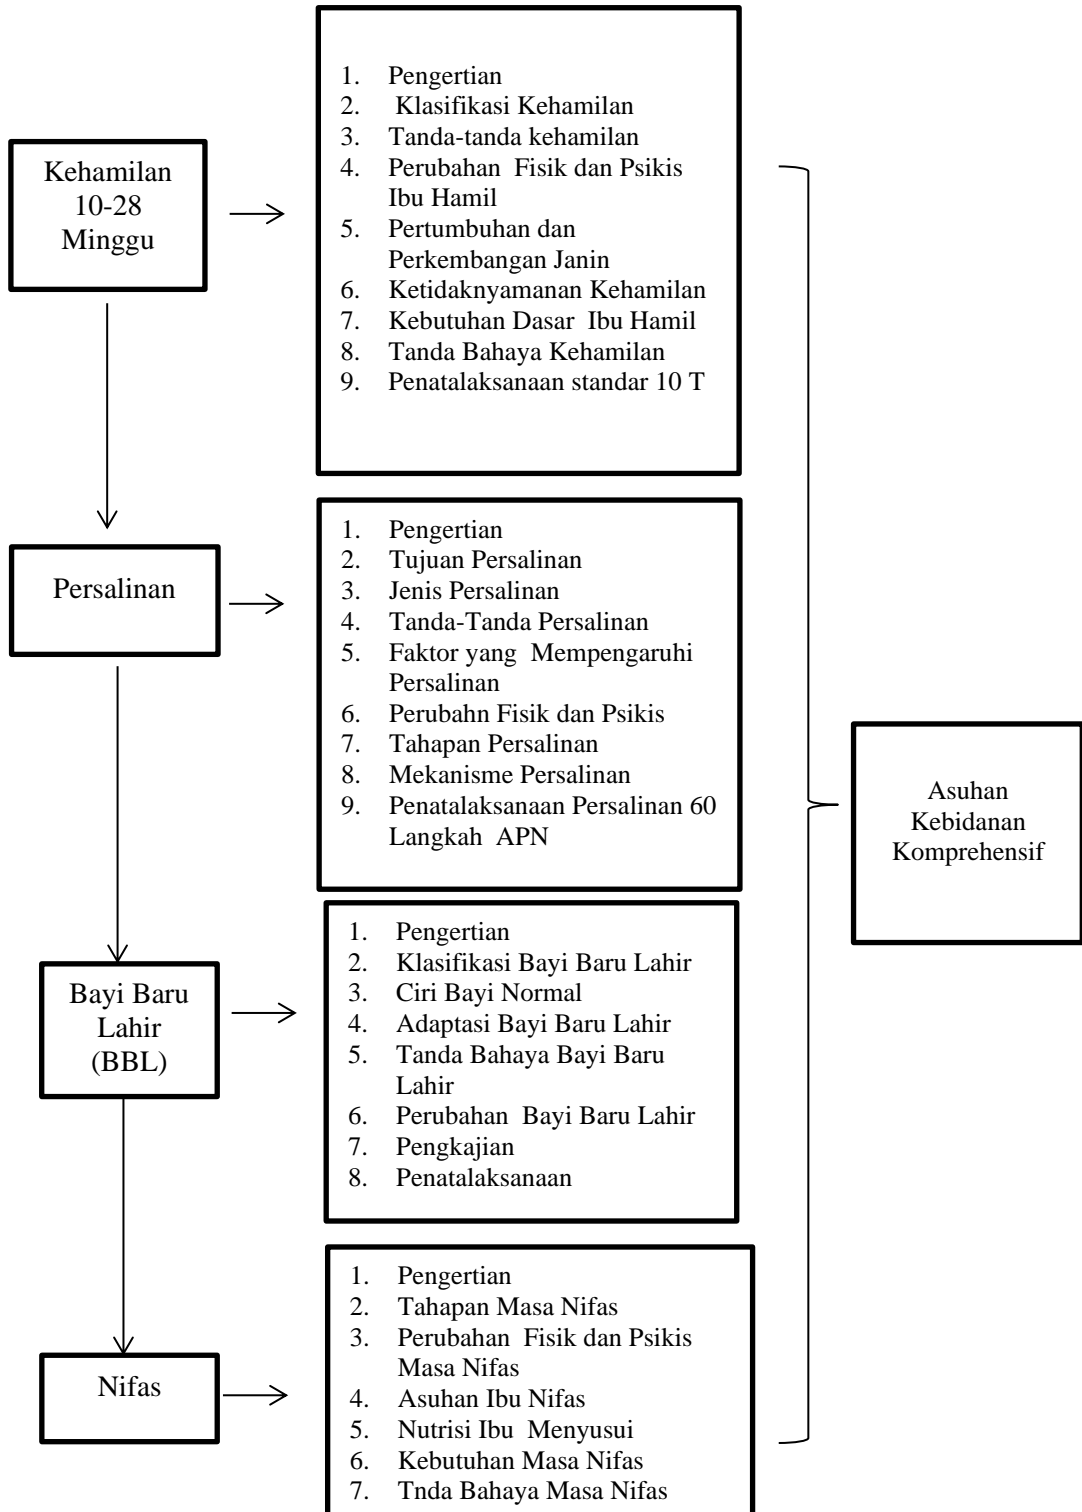 Kehamilan
10-28
Minggu
1. Pengertian
2. Klasifikasi Kehamilan
3. Tanda-tanda kehamilan
4. Perubahan Fisik dan Psikis
Ibu Hamil
5. Pertumbuhan dan
Perkembangan Janin
6. Ketidaknyamanan Kehamilan
7. Kebutuhan Dasar Ibu Hamil
8. Tanda Bahaya Kehamilan
9. Penatalaksanaan standar 10 T
Persalinan
1. Pengertian
2. Tujuan Persalinan
3. Jenis Persalinan
4. Tanda-Tanda Persalinan
5. Faktor yang Mempengaruhi
Persalinan
6. Perubahn Fisik dan Psikis
7. Tahapan Persalinan
8. Mekanisme Persalinan
9. Penatalaksanaan Persalinan 60
Langkah APN
Bayi Baru
Lahir
(BBL)
1. Pengertian
2. Klasifikasi Bayi Baru Lahir
3. Ciri Bayi Normal
4. Adaptasi Bayi Baru Lahir
5. Tanda Bahaya Bayi Baru
Lahir
6. Perubahan Bayi Baru Lahir
7. Pengkajian
8. Penatalaksanaan
Nifas
1. Pengertian
2. Tahapan Masa Nifas
3. Perubahan Fisik dan Psikis
Masa Nifas
4. Asuhan Ibu Nifas
5. Nutrisi Ibu Menyusui
6. Kebutuhan Masa Nifas
7. Tnda Bahaya Masa Nifas
Asuhan
Kebidanan
Komprehensif